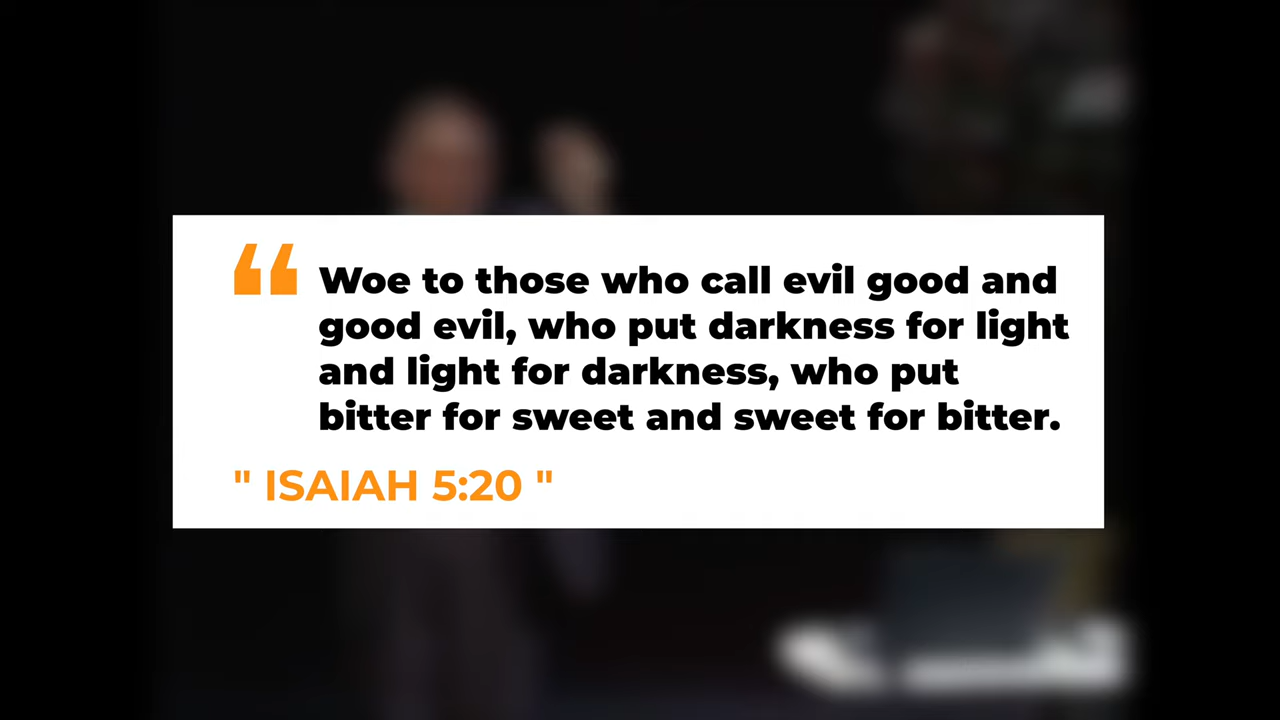 “ Woe to those who call evil good and
good evil, who put darkness for light
and light for darkness, who put
bitter for sweet and sweet for bitter.
" ISAIAH 5:20 "